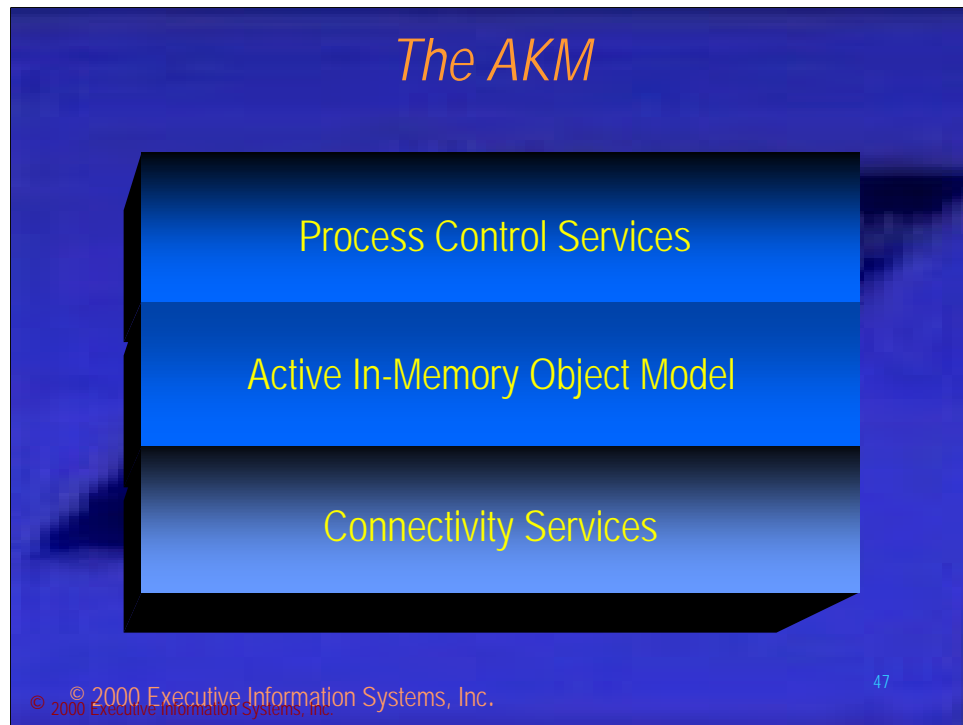 The AKM
Process Control Services
Active In-Memory Object Model
Connectivity Services
© 2000 Executive Information Systems, Inc.
© 2000 Executive Information Systems, Inc.
47